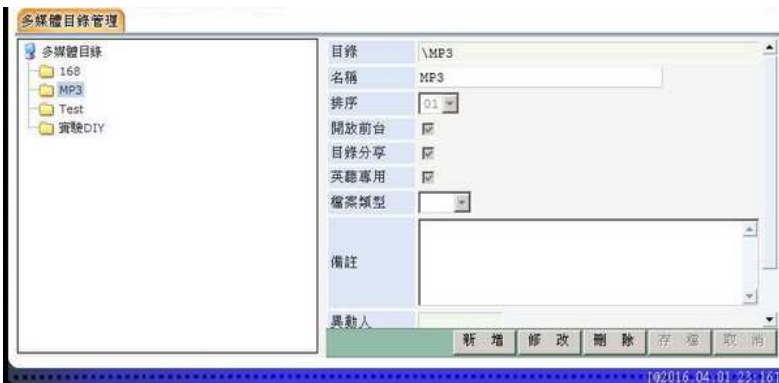 多媒體目錄管理
多媒體目錄
168
MP3
Test
實驗DIY
目錄 \MP3
名稱 MP3
排序 01
開放前台
目錄分享
英聽專用
檔案類型
備註
異動人
新 增 修 改 刪 除 存 檔 取 消
[@2016.04.01 23:16]